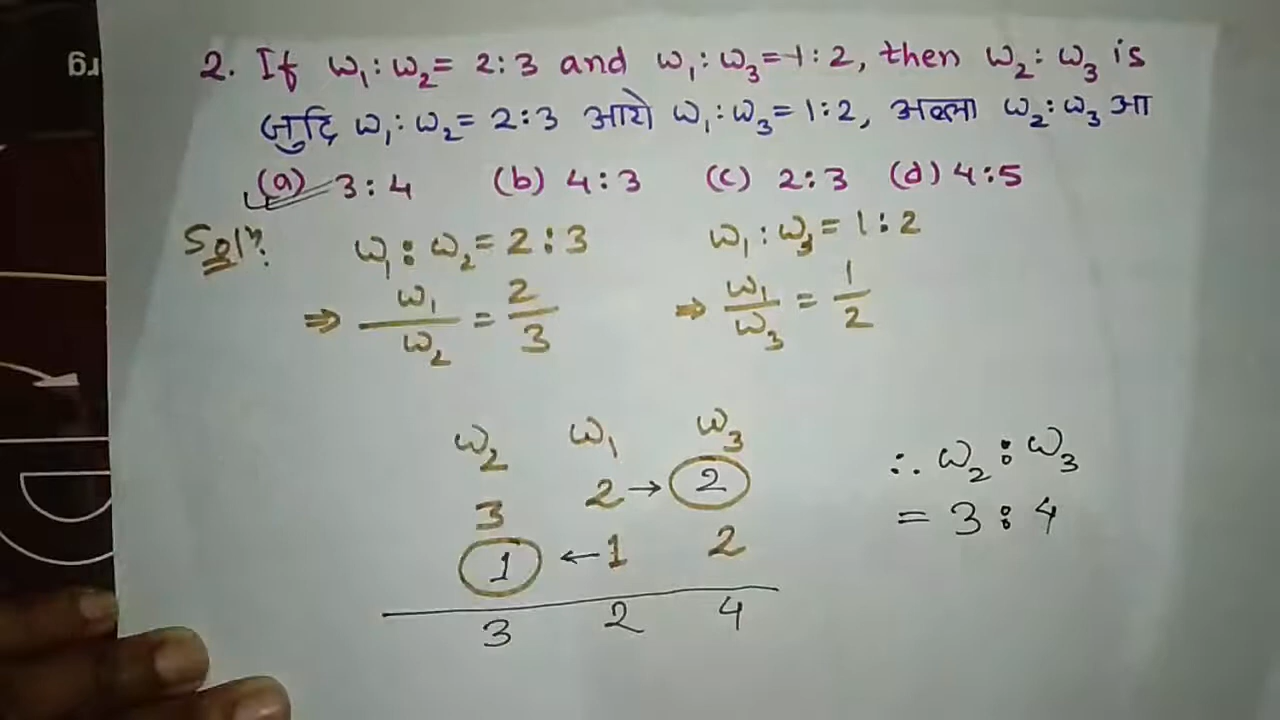 2. If ω₁:ω₂= 2:3 and ω₁:ω₃=1:2, then ω₂:ω₃ is
जुदि ω₁:ω₂= 2:3 आरो ω₁:ω₃=1:2, अब्ला ω₂:ω₃ आ
(a) 3:4 (b) 4:3 (c) 2:3 (d) 4:5
Solⁿ. ω₁:ω₂=2:3 ω₁:ω₃=1:2
⇒ ω₁/ω₂ = 2/3 ⇒ ω₁/ω₃ = 1/2
ω₂ ω₁ ω₃
3 2→ 2
1 ←1 2
3 2 4
∴ ω₂:ω₃
= 3:4